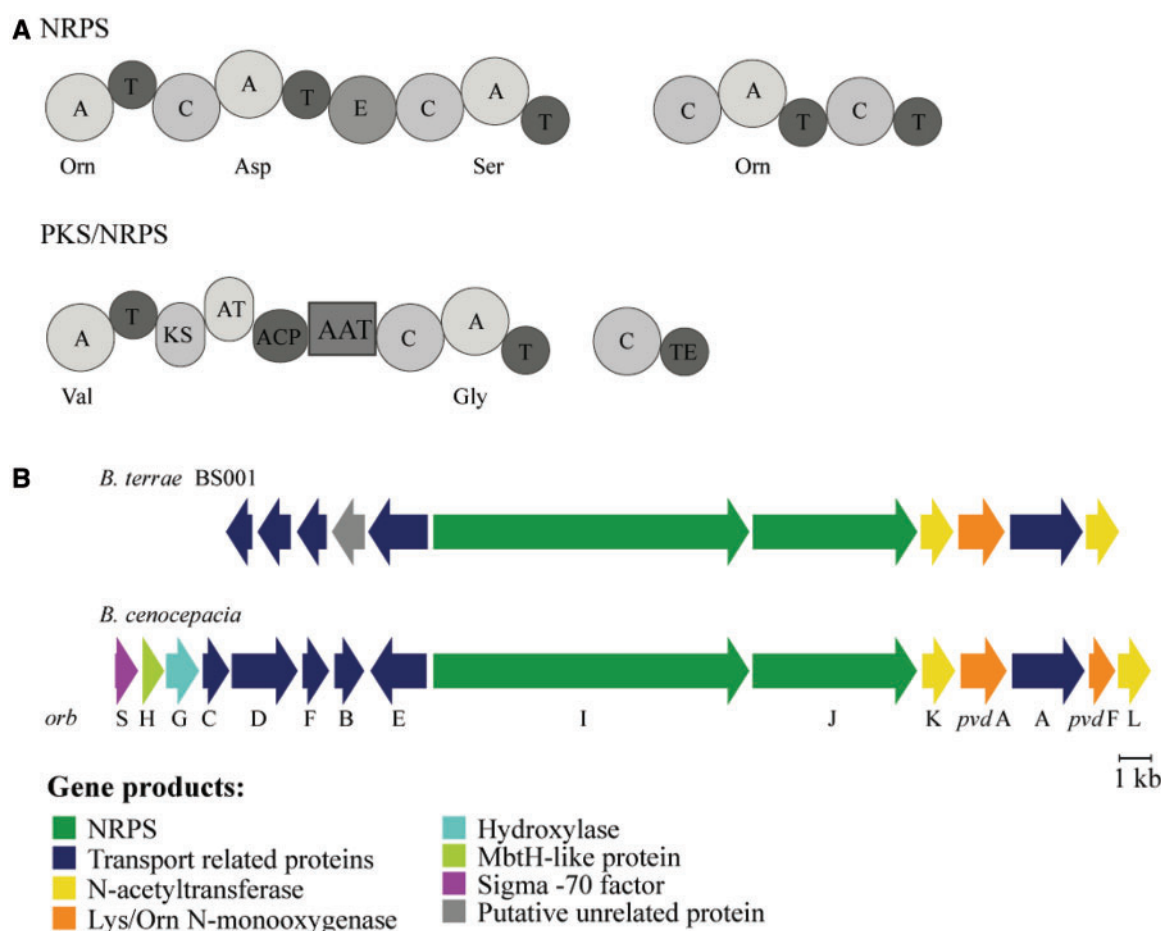 A NRPS
A T C A T E C A T C A T C T
Orn Asp Ser Orn
PKS/NRPS
A T KS AT ACP AAT C A T C TE
Val Gly
B B. terrae BS001
B. cenocepacia
orb S H G C D F B E I J K pvdA A pvdF L
1 kb
Gene products:
NRPS
Transport related proteins
N-acetyltransferase
Lys/Orn N-monooxygenase
Hydroxylase
MbtH-like protein
Sigma -70 factor
Putative unrelated protein